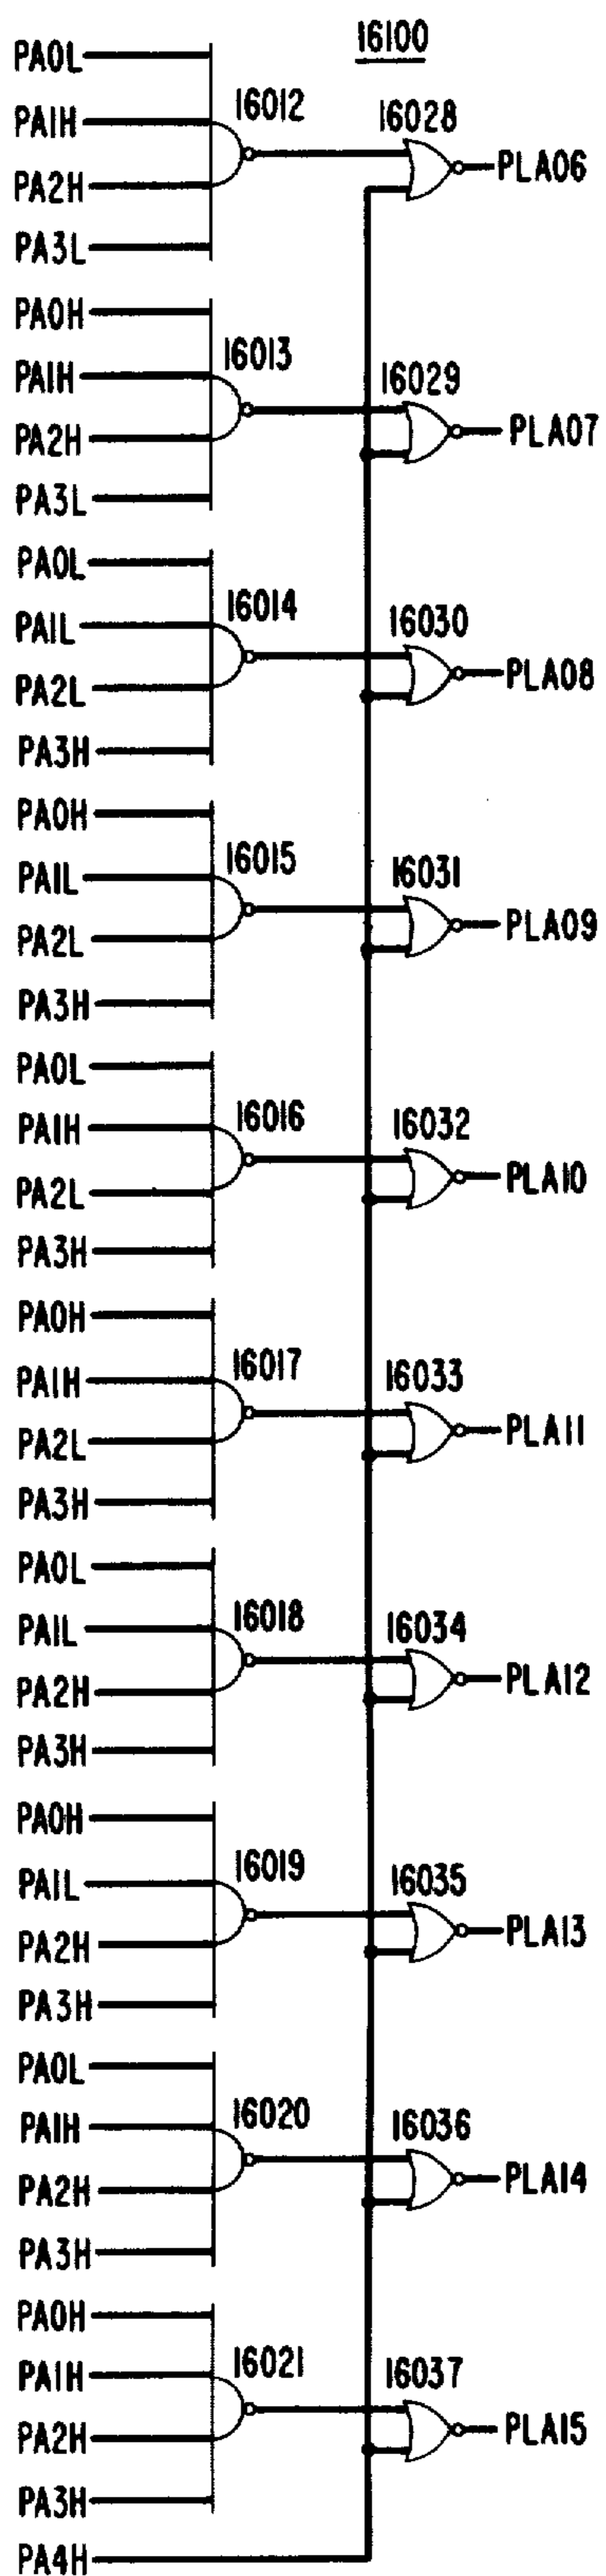 16100
PA0L
PA1H 16012 16028
PA2H PLA06
PA3L
PA0H
PA1H 16013 16029
PA2H PLA07
PA3L
PA0L
PA1L 16014 16030
PA2L PLA08
PA3H
PA0H
PA1L 16015 16031
PA2L PLA09
PA3H
PA0L
PA1H 16016 16032
PA2L PLA10
PA3H
PA0H
PA1H 16017 16033
PA2L PLA11
PA3H
PA0L
PA1L 16018 16034
PA2H PLA12
PA3H
PA0H
PA1L 16019 16035
PA2H PLA13
PA3H
PA0L
PA1H 16020 16036
PA2H PLA14
PA3H
PA0H
PA1H 16021 16037
PA2H PLA15
PA3H
PA4H